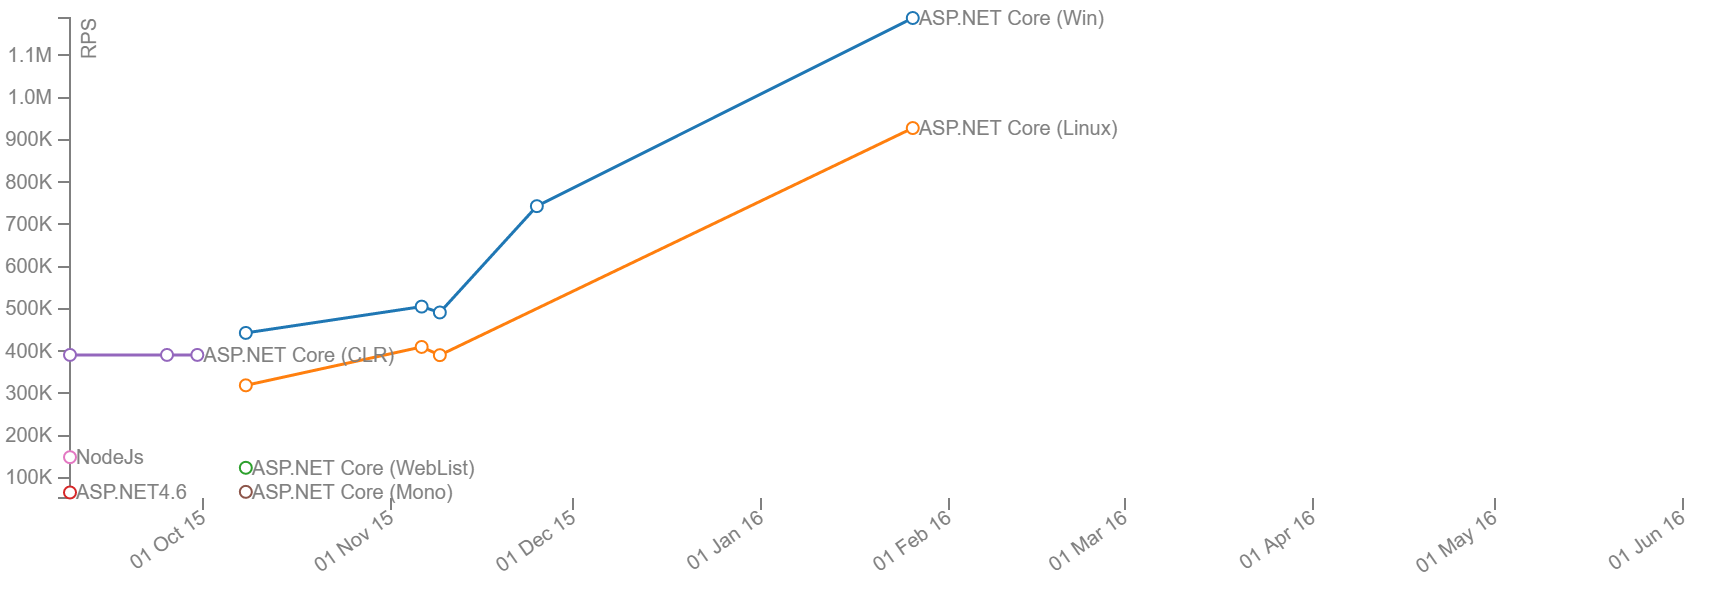 RPS
1.1M
1.0M
900K
800K
700K
600K
500K
400K
300K
200K
100K
ASP.NET Core (Win)
ASP.NET Core (Linux)
ASP.NET Core (CLR)
NodeJs
ASP.NET Core (WebList)
ASP.NET4.6
ASP.NET Core (Mono)
01 Oct 15
01 Nov 15
01 Dec 15
01 Jan 16
01 Feb 16
01 Mar 16
01 Apr 16
01 May 16
01 Jun 16